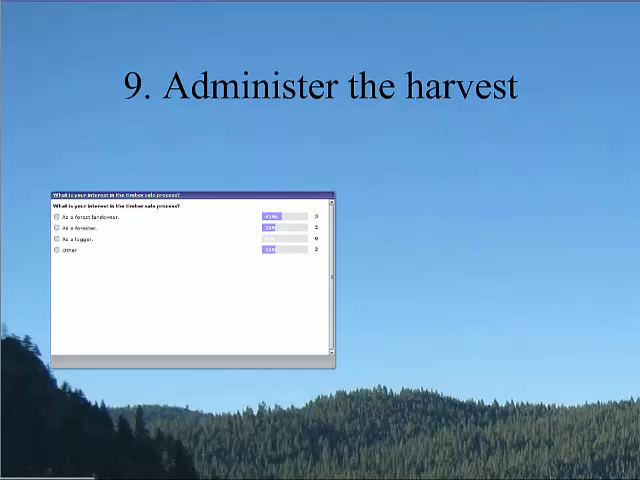 9. Administer the harvest
What is your interest in the timber sale process?
What is your interest in the timber sale process?
As a forest landowner. 3
As a forester. 2
As a logger. 0
Other 2